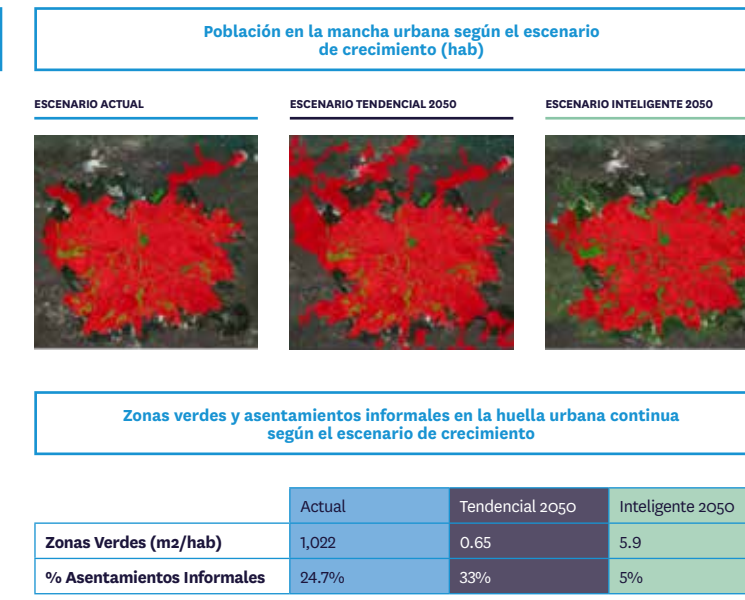 Población en la mancha urbana según el escenario
de crecimiento (hab)
ESCENARIO ACTUAL
ESCENARIO TENDENCIAL 2050
ESCENARIO INTELIGENTE 2050
Zonas verdes y asentamientos informales en la huella urbana continua
según el escenario de crecimiento
Actual Tendencial 2050 Inteligente 2050
Zonas Verdes (m2/hab) 1,022 0.65 5.9
% Asentamientos Informales 24.7% 33% 5%